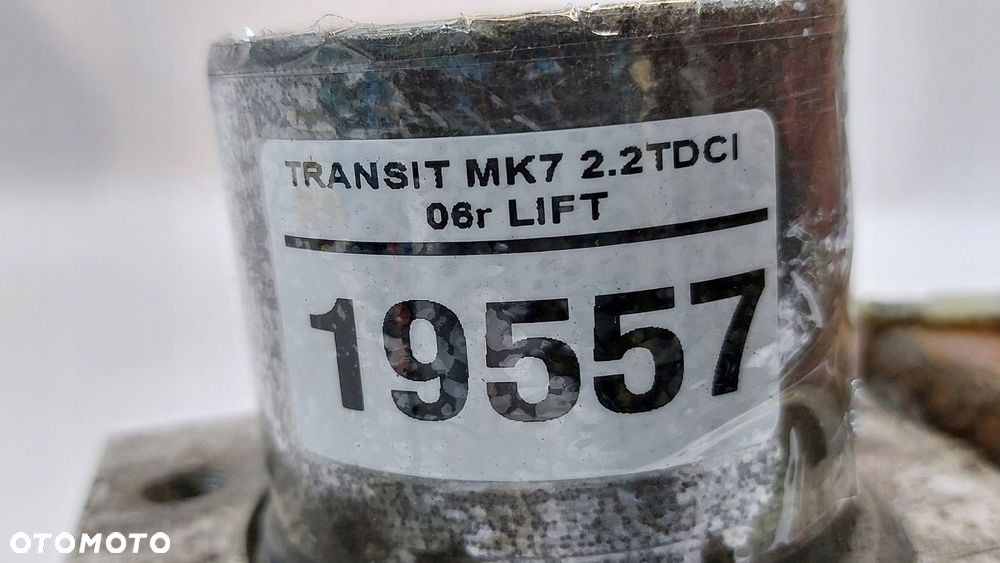 TRANSIT MK7 2.2TDCI
06r LIFT
19557
OTOMOTO